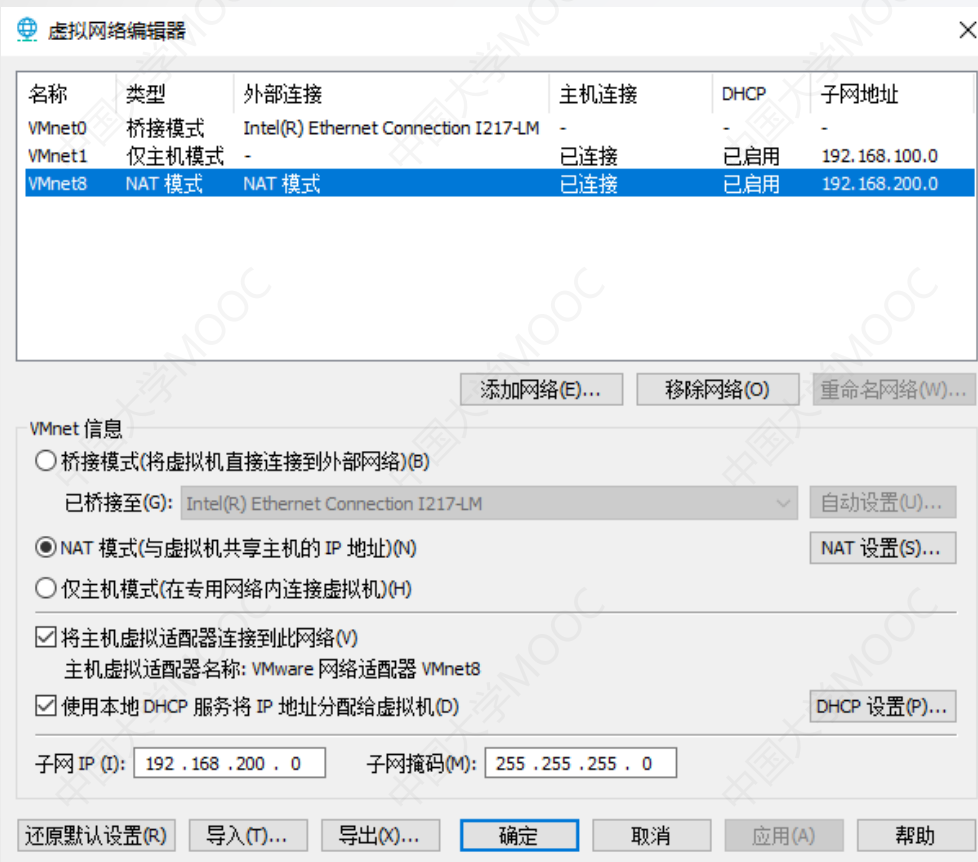 虚拟网络编辑器
名称 类型 外部连接 主机连接 DHCP 子网地址
VMnet0 桥接模式 Intel(R) Ethernet Connection I217-LM - - -
VMnet1 仅主机模式 - 已连接 已启用 192.168.100.0
VMnet8 NAT 模式 NAT 模式 已连接 已启用 192.168.200.0
添加网络(E)... 移除网络(O) 重命名网络(W)...
VMnet 信息
桥接模式(将虚拟机直接连接到外部网络)(B)
已桥接至(G): Intel(R) Ethernet Connection I217-LM 自动设置(U)...
NAT 模式(与虚拟机共享主机的 IP 地址)(N) NAT 设置(S)...
仅主机模式(在专用网络内连接虚拟机)(H)
将主机虚拟适配器连接到此网络(V)
主机虚拟适配器名称: VMware 网络适配器 VMnet8
使用本地 DHCP 服务将 IP 地址分配给虚拟机(D) DHCP 设置(P)...
子网 IP (I): 192 . 168 . 200 . 0 子网掩码(M): 255 . 255 . 255 . 0
还原默认设置(R) 导入(T)... 导出(X)... 确定 取消 应用(A) 帮助
中国大学MOOC